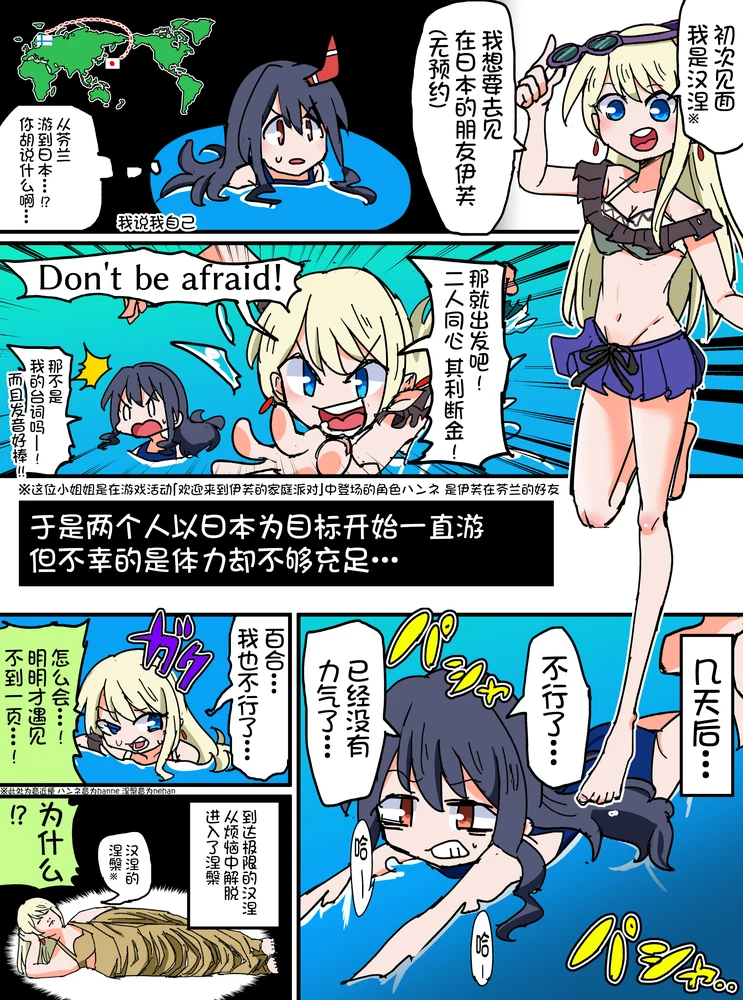 初次见面
我是汉涅※
我想要去见
在日本的朋友伊芙
(无预约)
从芬兰
游到日本…!?
你胡说什么啊…
我说我自己
那就出发吧!
二人同心 其利断金!
Don't be afraid!
那不是
我的台词吗—!
而且发音好棒!!
※这位小姐姐是在游戏活动「欢迎来到伊芙的家庭派对」中登场的角色ハンネ 是伊芙在芬兰的好友
于是两个人以日本为目标开始一直游
但不幸的是体力却不够充足…
几天后…
パシャ
不行了…
已经没有
力气了…
哈—
哈—
パシャ..
百合…
我也不行了…
ガク
怎么会…!
明明才遇见
不到一页…!
※此处为音近梗 ハンネ音为hanne 涅槃音为nehan
到达极限的汉涅
从烦恼中解脱
进入了涅槃
汉涅的
涅槃※
为什么
!?